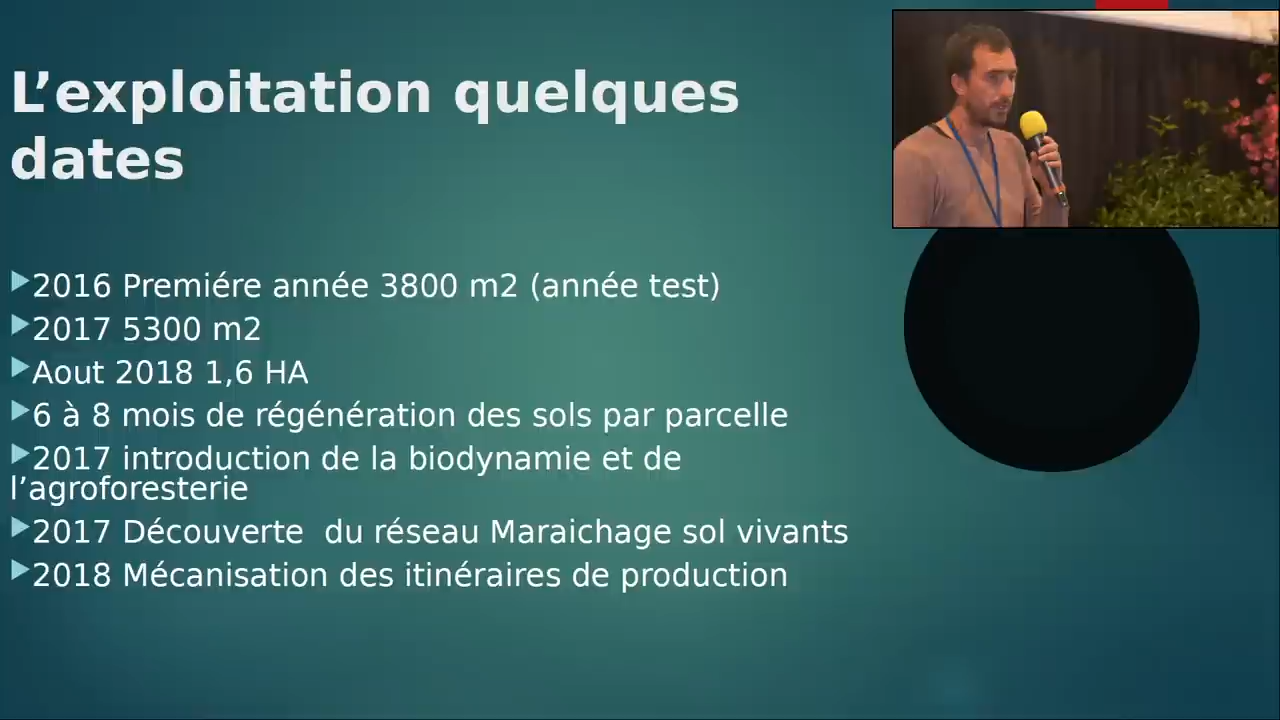 L’exploitation quelques
dates
2016 Premiére année 3800 m2 (année test)
2017 5300 m2
Aout 2018 1,6 HA
6 à 8 mois de régénération des sols par parcelle
2017 introduction de la biodynamie et de
l’agroforesterie
2017 Découverte  du réseau Maraichage sol vivants
2018 Mécanisation des itinéraires de production